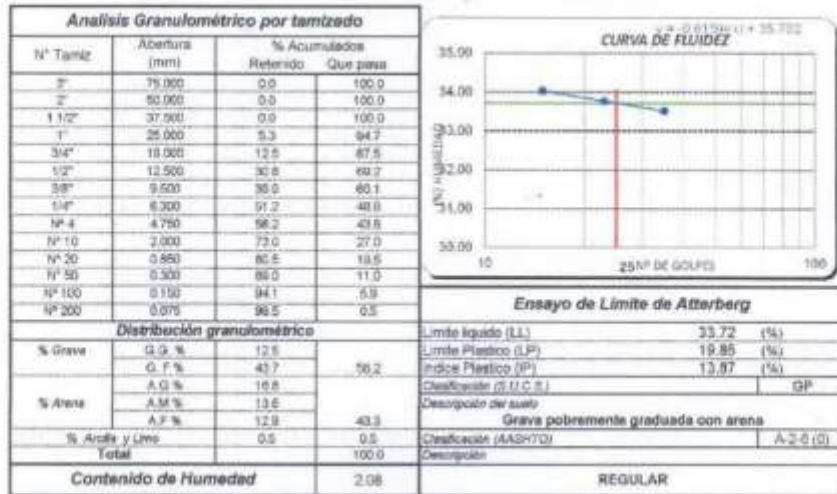 Analisis Granulométrico por tamizado
N° Tamiz Abertura (mm) % Acumulados
Retenido Que pasa
3" 75.000 0.0 100.0
2" 50.000 0.0 100.0
1 1/2" 37.500 0.0 100.0
1" 25.000 5.3 94.7
3/4" 19.000 12.5 87.5
1/2" 12.500 30.8 69.2
3/8" 9.500 39.9 60.1
1/4" 6.300 51.2 48.8
N° 4 4.750 56.2 43.8
N° 10 2.000 73.0 27.0
N° 20 0.850 80.5 19.5
N° 50 0.300 89.0 11.0
N° 100 0.150 94.1 5.9
N° 200 0.075 99.5 0.5
Distribución granulométrico
% Grava G.G. % 12.5
G. F % 43.7 56.2
% Arena A.G % 16.8
A.M % 13.6
A.F % 12.9 43.3
% Arcilla y Limo 0.5 0.5
Total 100.0
Contenido de Humedad 2.08
CURVA DE FLUIDEZ
35.00
34.00
33.00
32.00
31.00
30.00
(%) HUMEDAD
10 25 N° DE GOLPES 100
Ensayo de Límite de Atterberg
Limite liquido (LL) 33.72 (%)
Limite Plastico (LP) 19.85 (%)
Indice Plastico (IP) 13.87 (%)
Clasificación (S.U.C.S.) GP
Descripción del suelo
Grava pobremente graduada con arena
Clasificación (AASHTO) A-2-6 (0)
Descripción
REGULAR